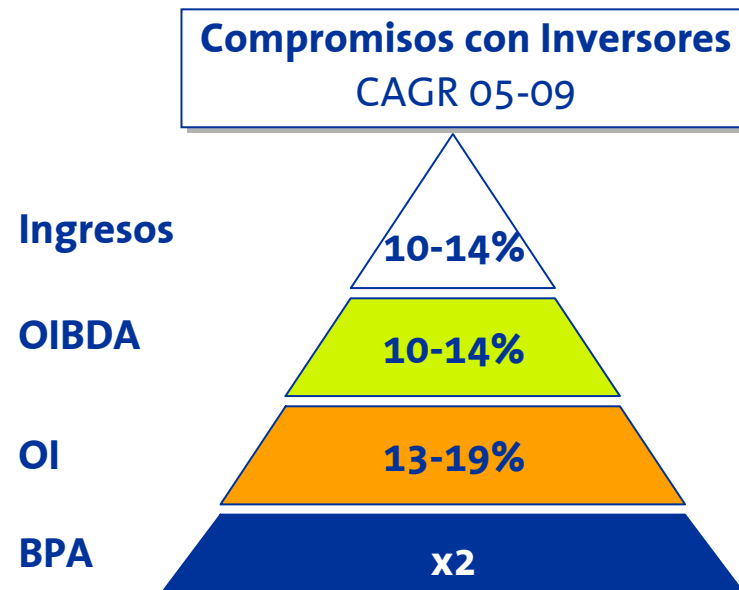 Compromisos con Inversores
CAGR 05-09
Ingresos
10-14%
OIBDA
10-14%
OI
13-19%
BPA
x2